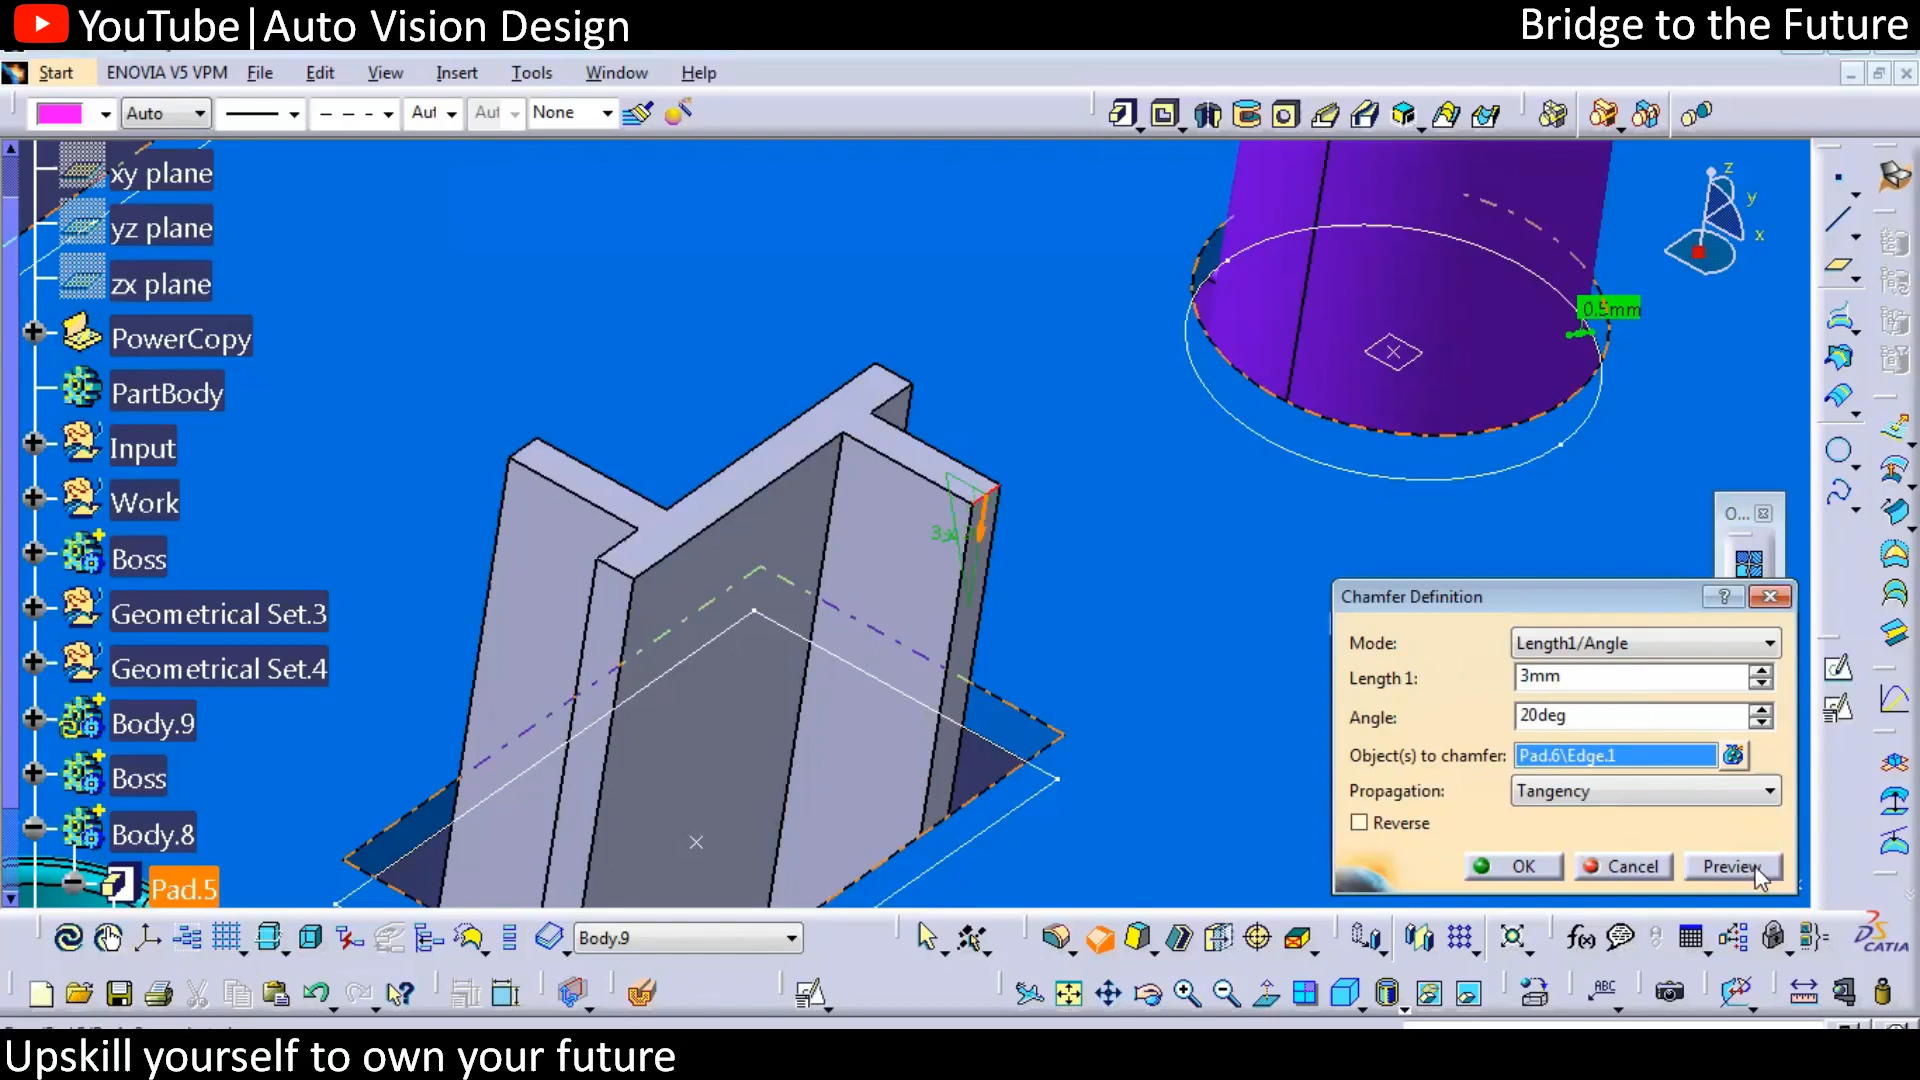 YouTube|Auto Vision Design
Bridge to the Future
Start ENOVIA V5 VPM File Edit View Insert Tools Window Help
Auto Aut Aut None
xy plane
yz plane
zx plane
PowerCopy
PartBody
Input
Work
Boss
Geometrical Set.3
Geometrical Set.4
Body.9
Boss
Body.8
Pad.5
z
y
x
0.5mm
O...
Chamfer Definition
Mode: Length1/Angle
Length 1: 3mm
Angle: 20deg
Object(s) to chamfer: Pad.6\Edge.1
Propagation: Tangency
Reverse
OK Cancel Preview
Body.9
f(x)
CATIA
ABC
Upskill yourself to own your future